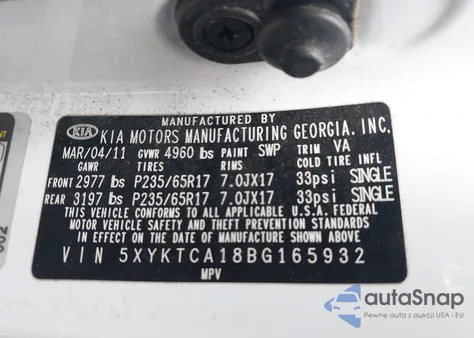 MANUFACTURED BY
KIA KIA MOTORS MANUFACTURING GEORGIA, INC.
MAR/04/11 GVWR 4960 lbs PAINT SWP TRIM VA
GAWR TIRES RIMS COLD TIRE INFL
FRONT 2977 lbs P235/65R17 7.0JX17 33psi SINGLE
REAR 3197 lbs P235/65R17 7.0JX17 33psi SINGLE
THIS VEHICLE CONFORMS TO ALL APPLICABLE U.S.A. FEDERAL
MOTOR VEHICLE SAFETY AND THEFT PREVENTION STANDARDS
IN EFFECT ON THE DATE OF MANUFACTURE SHOWN ABOVE
VIN 5XYKTCA18BG165932
MPV
autoSnap
Pewne auta z USA i EU